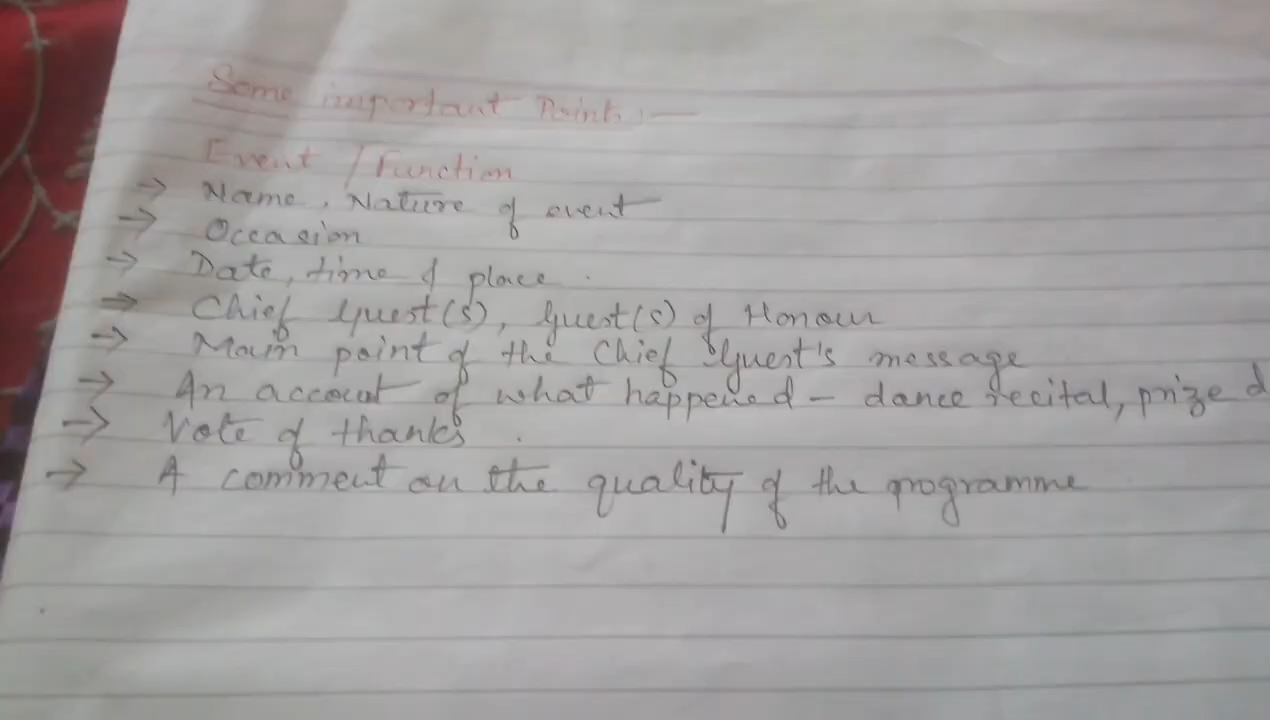 Some important Points :-
Event / Function
→ Name, Nature of event
→ Occasion
→ Date, time & place.
→ Chief Guest(s), Guest(s) of Honour
→ Main point of the Chief Guest's message
→ An account of what happened - dance recital, prize d
→ Vote of thanks.
→ A comment on the quality of the programme